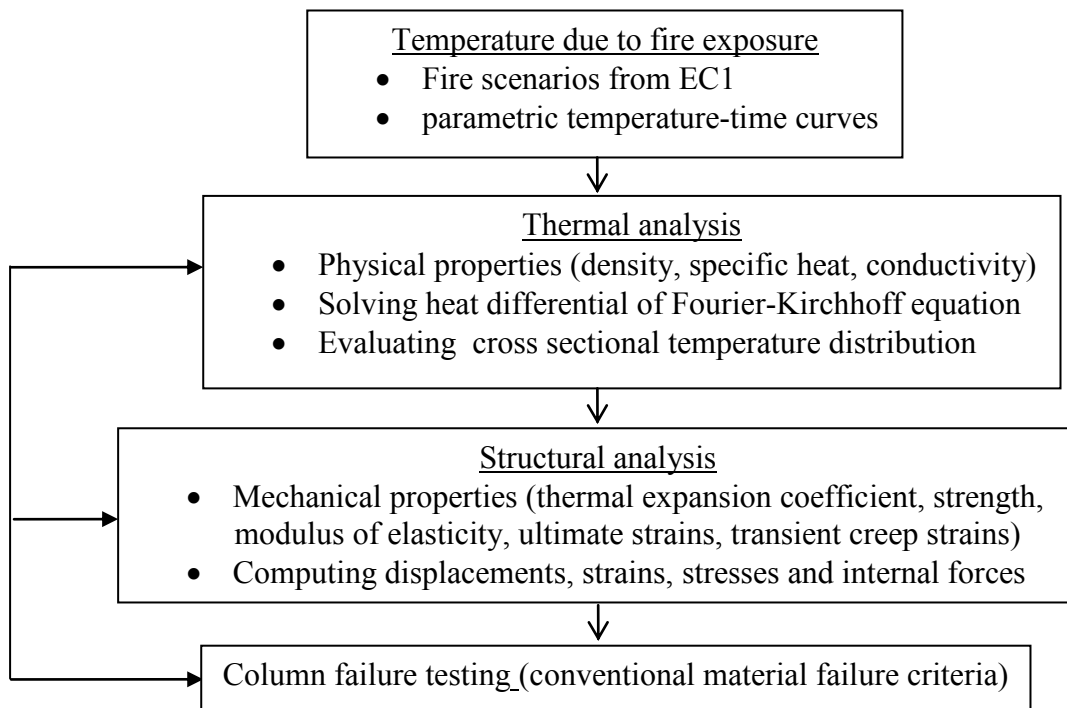 Temperature due to fire exposure
• Fire scenarios from EC1
• parametric temperature-time curves
Thermal analysis
• Physical properties (density, specific heat, conductivity)
• Solving heat differential of Fourier-Kirchhoff equation
• Evaluating cross sectional temperature distribution
Structural analysis
• Mechanical properties (thermal expansion coefficient, strength,
modulus of elasticity, ultimate strains, transient creep strains)
• Computing displacements, strains, stresses and internal forces
Column failure testing (conventional material failure criteria)